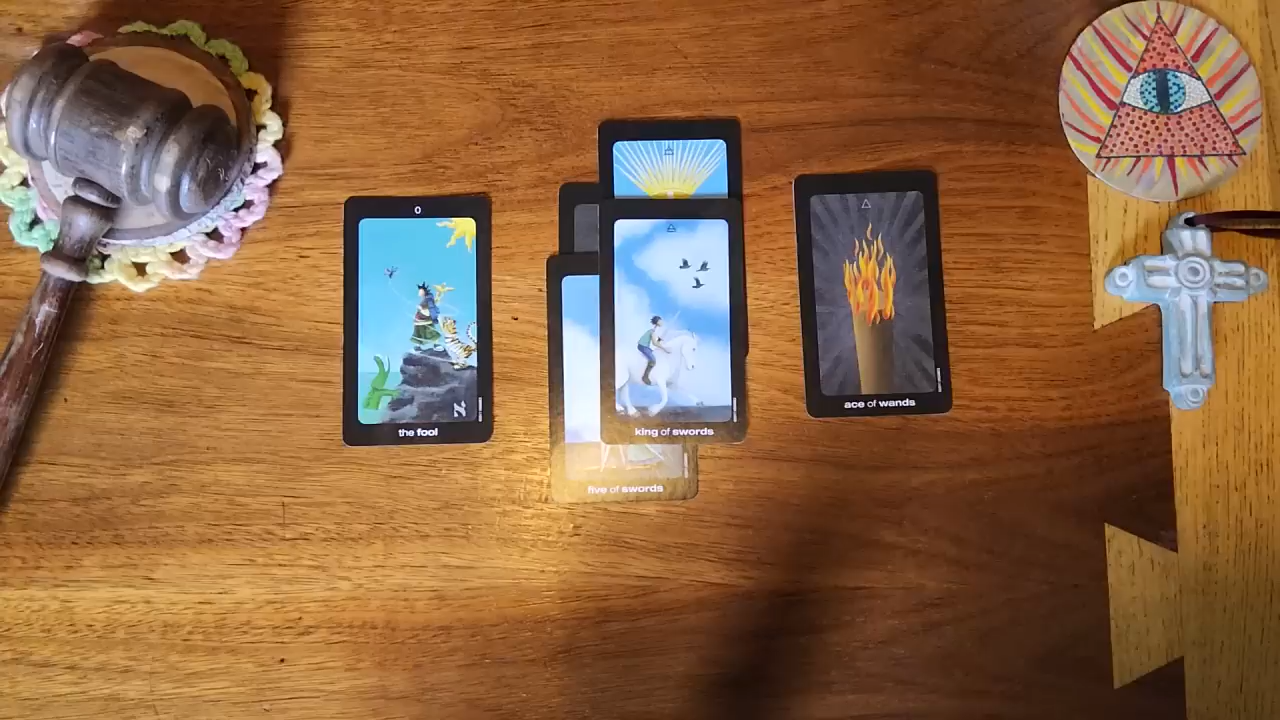 0
the fool
king of swords
five of swords
ace of wands